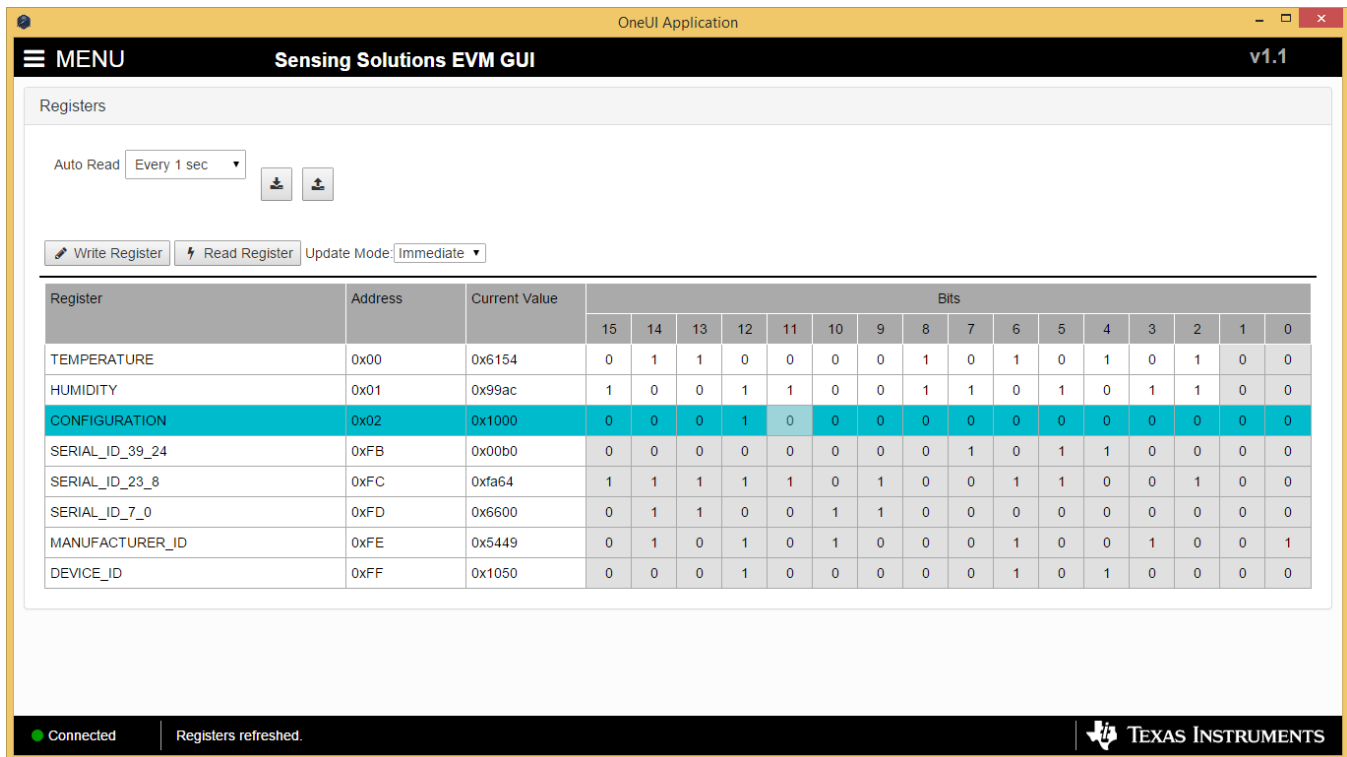 OneUI Application
MENU Sensing Solutions EVM GUI v1.1
Registers
Auto Read Every 1 sec
Write Register Read Register Update Mode: Immediate
Register Address Current Value Bits
15 14 13 12 11 10 9 8 7 6 5 4 3 2 1 0
TEMPERATURE 0x00 0x6154 0 1 1 0 0 0 0 1 0 1 0 1 0 1 0 0
HUMIDITY 0x01 0x99ac 1 0 0 1 1 0 0 1 1 0 1 0 1 1 0 0
CONFIGURATION 0x02 0x1000 0 0 0 1 0 0 0 0 0 0 0 0 0 0 0 0
SERIAL_ID_39_24 0xFB 0x00b0 0 0 0 0 0 0 0 0 1 0 1 1 0 0 0 0
SERIAL_ID_23_8 0xFC 0xfa64 1 1 1 1 1 0 1 0 0 1 1 0 0 1 0 0
SERIAL_ID_7_0 0xFD 0x6600 0 1 1 0 0 1 1 0 0 0 0 0 0 0 0 0
MANUFACTURER_ID 0xFE 0x5449 0 1 0 1 0 1 0 0 0 1 0 0 1 0 0 1
DEVICE_ID 0xFF 0x1050 0 0 0 1 0 0 0 0 0 1 0 1 0 0 0 0
Connected Registers refreshed. TEXAS INSTRUMENTS